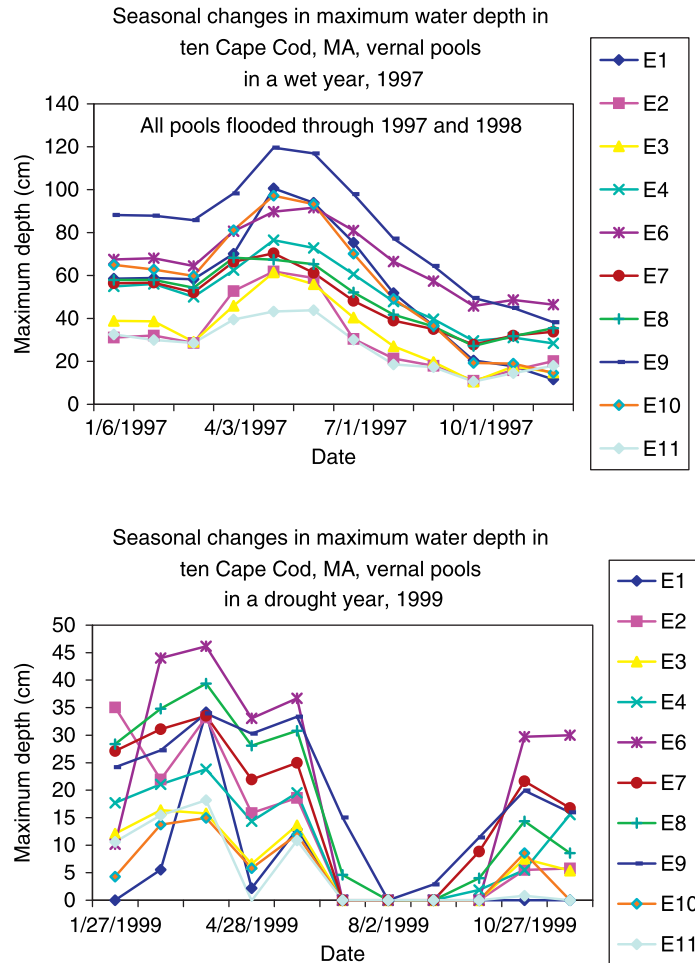 Seasonal changes in maximum water depth in
ten Cape Cod, MA, vernal pools
in a wet year, 1997
All pools flooded through 1997 and 1998
Maximum depth (cm)
140
120
100
80
60
40
20
0
1/6/1997 4/3/1997 7/1/1997 10/1/1997
Date
E1
E2
E3
E4
E6
E7
E8
E9
E10
E11
Seasonal changes in maximum water depth in
ten Cape Cod, MA, vernal pools
in a drought year, 1999
Maximum depth (cm)
50
45
40
35
30
25
20
15
10
5
0
1/27/1999 4/28/1999 8/2/1999 10/27/1999
Date
E1
E2
E3
E4
E6
E7
E8
E9
E10
E11